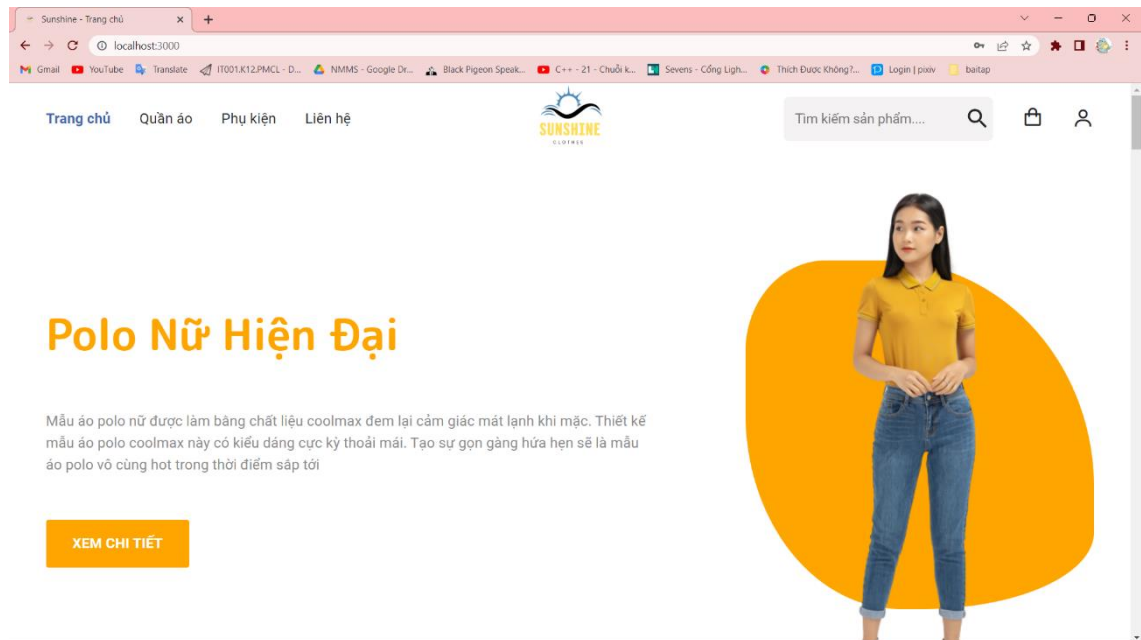 Sunshine - Trang chủ
localhost:3000
Gmail YouTube Translate IT001.K12.PMCL - D... NMMS - Google Dr... Black Pigeon Speak... C++ - 21 - Chuỗi k... Sevens - Cổng Ligh... Thích Được Không?... Login | pixiv baitap
Trang chủ Quần áo Phụ kiện Liên hệ
SUNSHINE
CLOTHES
Tìm kiếm sản phẩm....
Polo Nữ Hiện Đại
Mẫu áo polo nữ được làm bằng chất liệu coolmax đem lại cảm giác mát lạnh khi mặc. Thiết kế
mẫu áo polo coolmax này có kiểu dáng cực kỳ thoải mái. Tạo sự gọn gàng hứa hẹn sẽ là mẫu
áo polo vô cùng hot trong thời điểm sắp tới
XEM CHI TIẾT